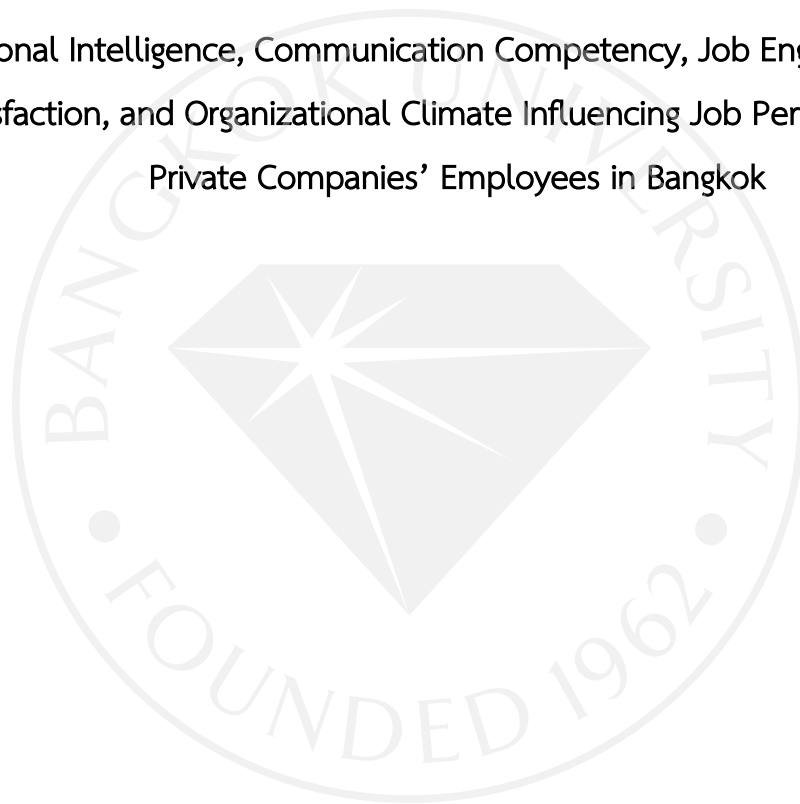 onal Intelligence, Communication Competency, Job Eng
sfaction, and Organizational Climate Influencing Job Per
Private Companies’ Employees in Bangkok
BANGKOK UNIVERSITY
FOUNDED 1962